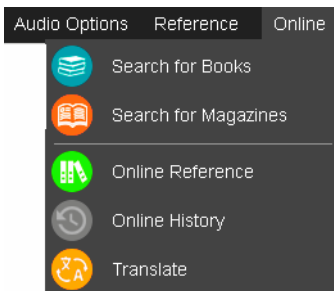 Audio Options Reference Online
Search for Books
Search for Magazines
Online Reference
Online History
Translate